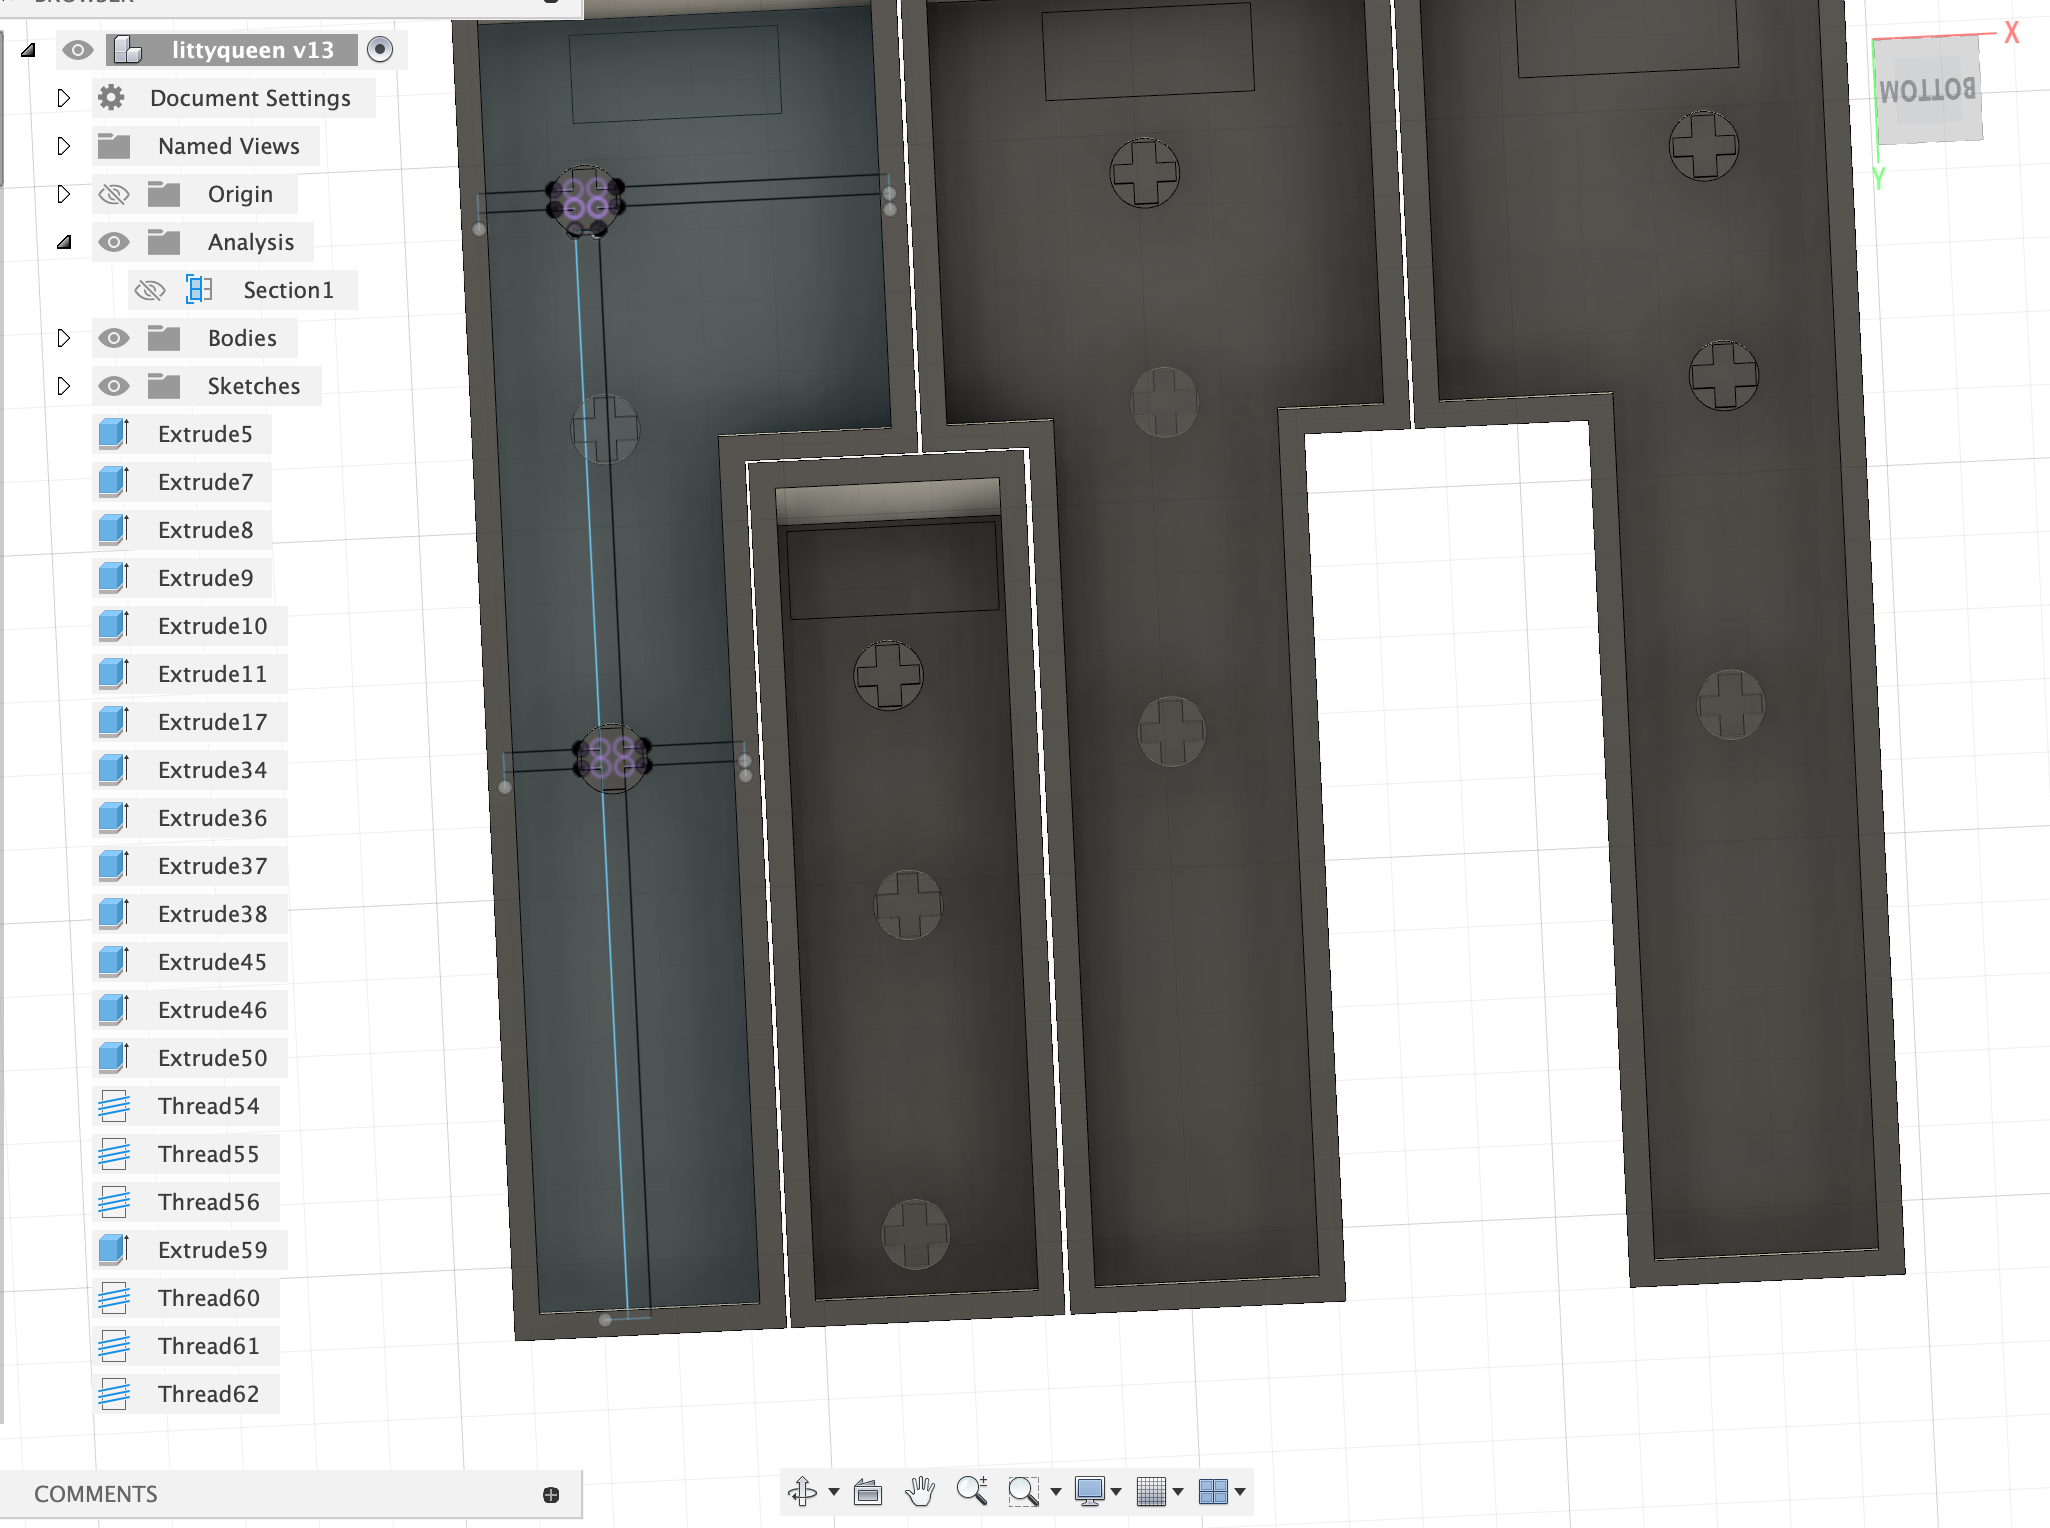 BROWSER
littyqueen v13
Document Settings
Named Views
Origin
Analysis
Section1
Bodies
Sketches
Extrude5
Extrude7
Extrude8
Extrude9
Extrude10
Extrude11
Extrude17
Extrude34
Extrude36
Extrude37
Extrude38
Extrude45
Extrude46
Extrude50
Thread54
Thread55
Thread56
Extrude59
Thread60
Thread61
Thread62
COMMENTS
X
BOTTOM
Y